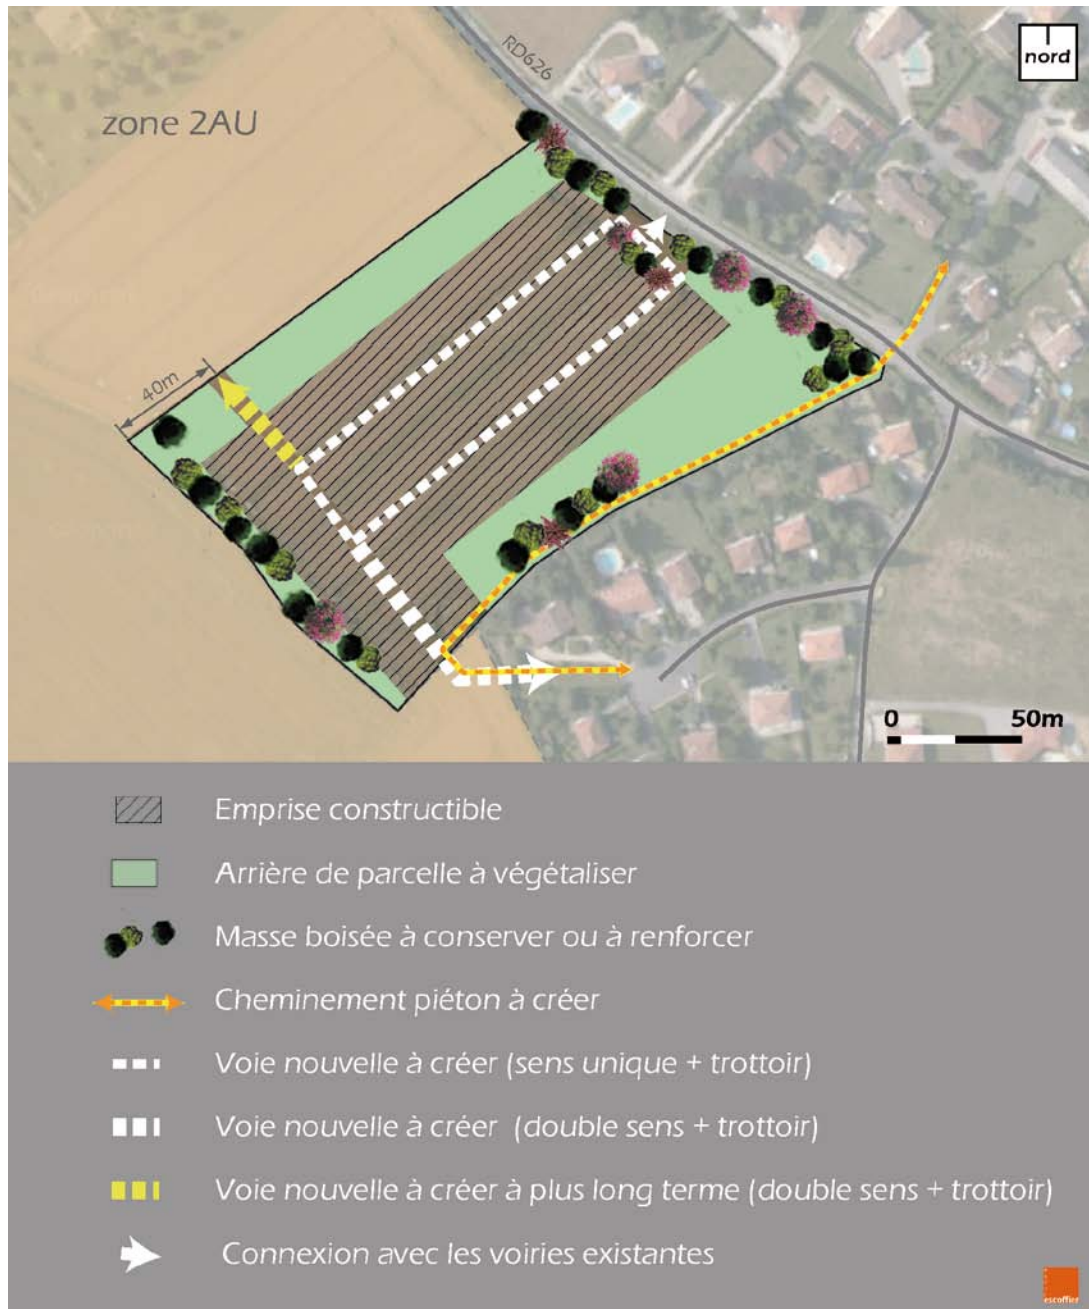 RD626
nord
zone 2AU
40m
0 50m
Emprise constructible
Arrière de parcelle à végétaliser
Masse boisée à conserver ou à renforcer
Cheminement piéton à créer
Voie nouvelle à créer (sens unique + trottoir)
Voie nouvelle à créer (double sens + trottoir)
Voie nouvelle à créer à plus long terme (double sens + trottoir)
Connexion avec les voiries existantes
escoffier